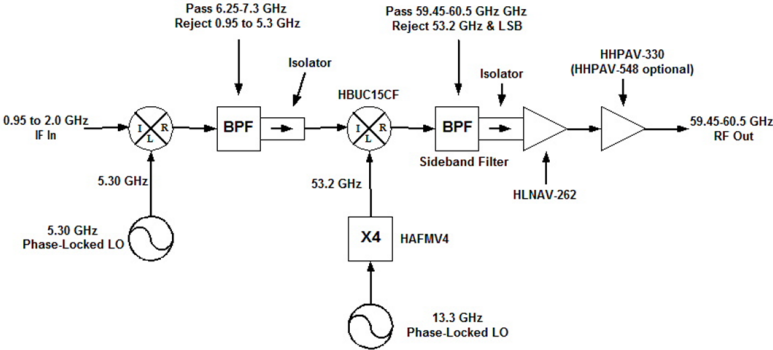 Pass 6.25-7.3 GHz
Reject 0.95 to 5.3 GHz
Pass 59.45-60.5 GHz GHz
Reject 53.2 GHz & LSB
Isolator
HBUC15CF
Isolator
HHPAV-330
(HHPAV-548 optional)
0.95 to 2.0 GHz
IF In
I R
L
BPF
I R
L
BPF
59.45-60.5 GHz
RF Out
Sideband Filter
5.30 GHz
53.2 GHz
HLNAV-262
5.30 GHz
Phase-Locked LO
X4
HAFMV4
13.3 GHz
Phase-Locked LO